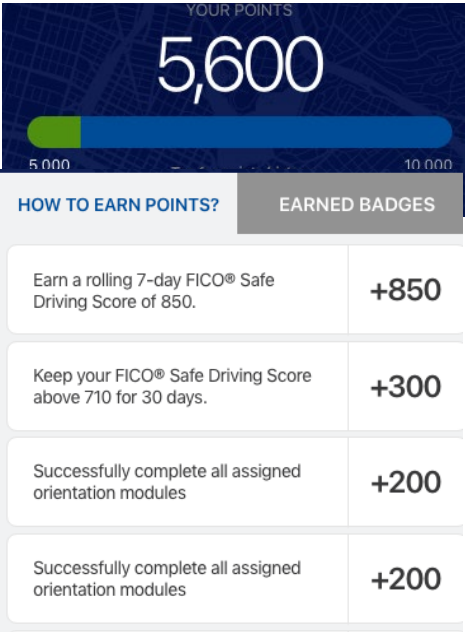 YOUR POINTS
5,600
5,000 10,000
HOW TO EARN POINTS? EARNED BADGES
Earn a rolling 7-day FICO® Safe
Driving Score of 850.
+850
Keep your FICO® Safe Driving Score
above 710 for 30 days.
+300
Successfully complete all assigned
orientation modules
+200
Successfully complete all assigned
orientation modules
+200